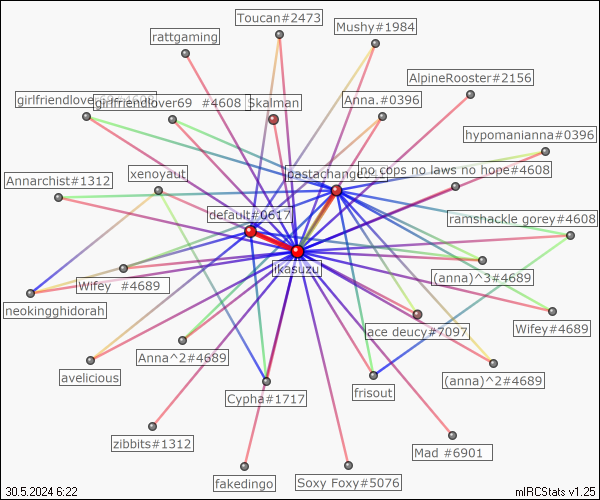 Toucan#2473
Mushy#1984
rattgaming
AlpineRooster#2156
girlfriendlover69 #4608
Skalman
Anna.#0396
hypomanianna#0396
no cops no laws no hope#4608
xenoyaut
Annarchist#1312
default#0617
ramshackle gorey#4608
ikasuzu
(anna)^3#4689
Wifey #4689
neokingghidorah
Wifey#4689
ace deucy#7097
Anna^2#4689
avelicious
(anna)^2#4689
Cypha#1717
frisout
zibbits#1312
Mad #6901
fakedingo
Soxy Foxy#5076
30.5.2024 6:22
mIRCStats v1.25